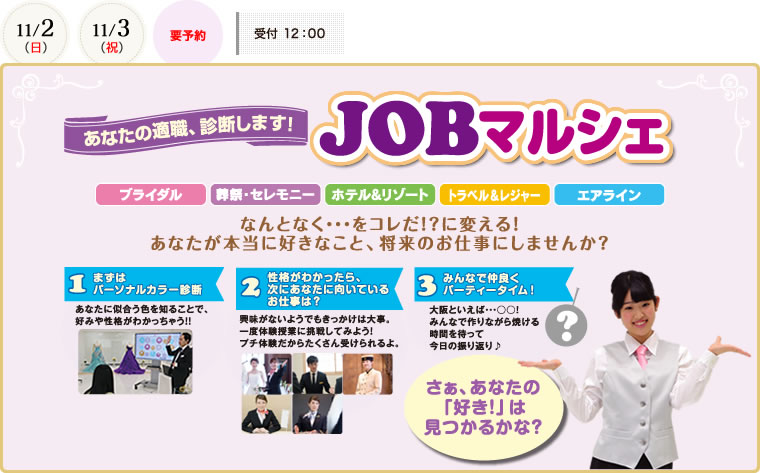 11/2
（日）
11/3
（祝）
要予約
受付 12：00
あなたの適職、診断します！
JOBマルシェ
ブライダル
葬祭・セレモニー
ホテル&リゾート
トラベル&レジャー
エアライン
なんとなく・・・をコレだ！？に変える！
あなたが本当に好きなこと、将来のお仕事にしませんか？
1 まずは
パーソナルカラー診断
あなたに似合う色を知ることで、
好みや性格がわかっちゃう！！
2 性格がわかったら、
次にあなたに向いている
お仕事は？
興味がないようでもきっかけは大事。
一度体験授業に挑戦してみよう！
プチ体験だからたくさん受けられるよ。
3 みんなで仲良く
パーティータイム！
大阪といえば・・・○○！
みんなで作りながら焼ける
時間を待って
今日の振り返り♪
？
さぁ、あなたの
「好き！」は
見つかるかな？